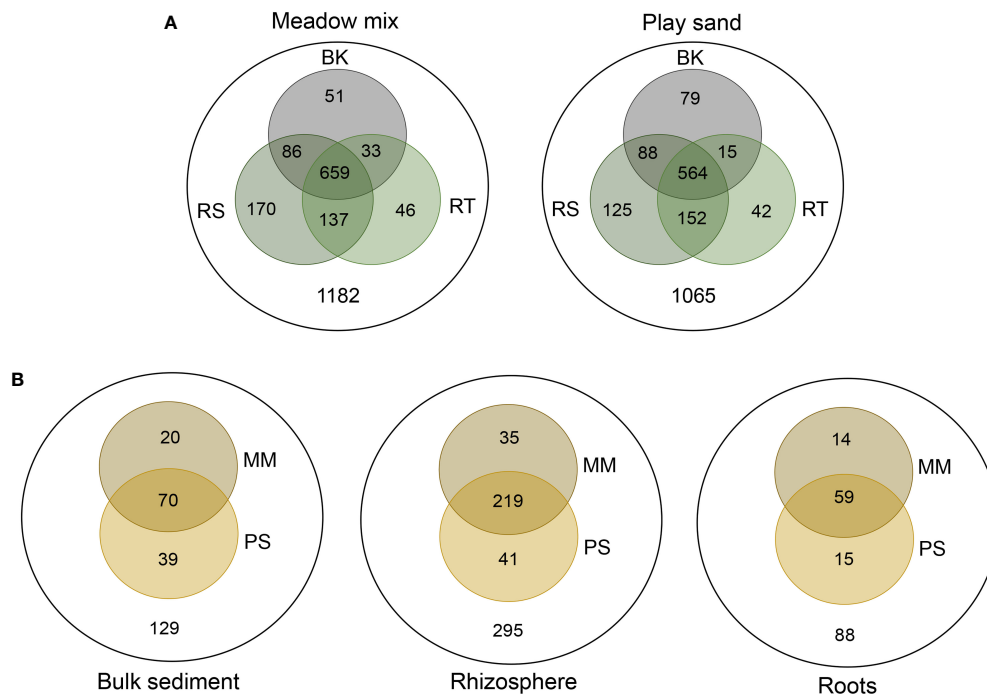 A
Meadow mix
Play sand
BK
BK
51
79
86
33
88
15
659
564
RS
170
137
46
RT
RS
125
152
42
RT
1182
1065
B
20
MM
70
PS
39
129
Bulk sediment
35
MM
219
PS
41
295
Rhizosphere
14
MM
59
PS
15
88
Roots